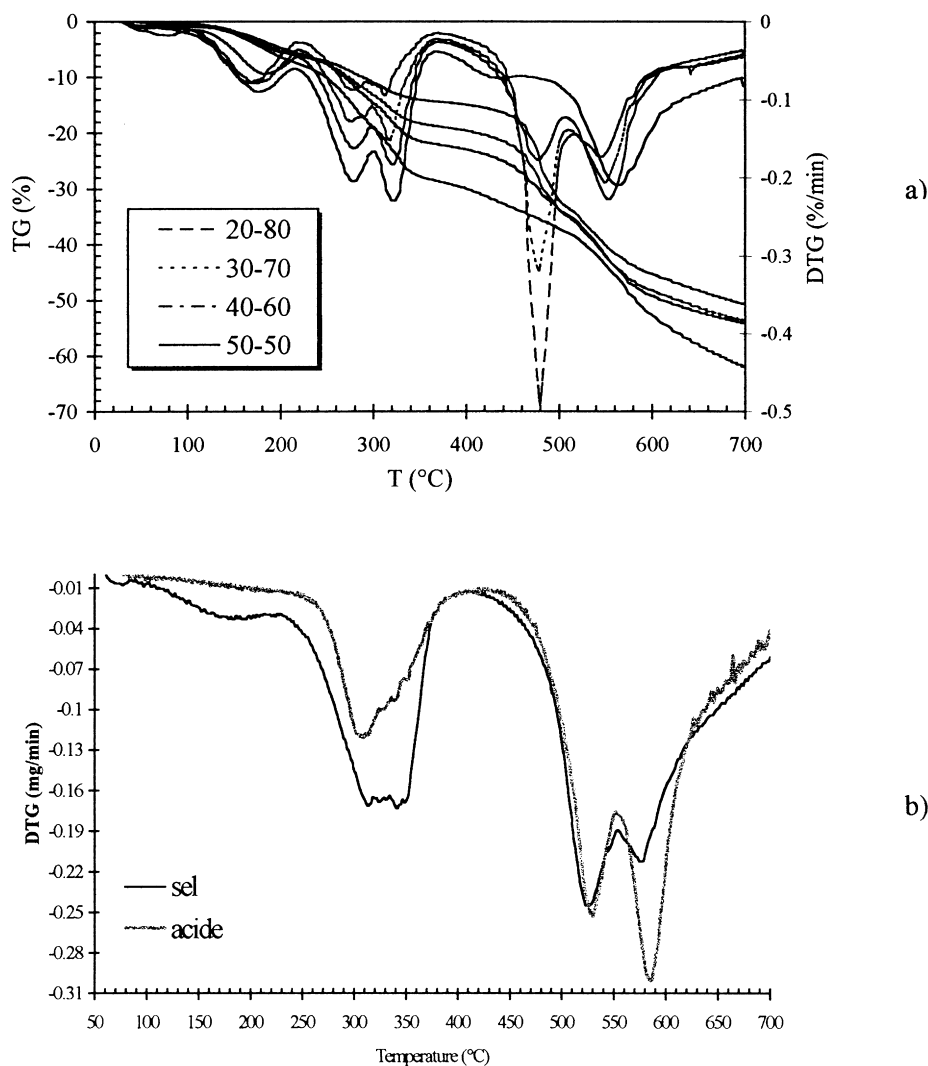 0
-10
-20
-30
-40
-50
-60
-70
TG (%)
0
-0.1
-0.2
-0.3
-0.4
-0.5
DTG (%/min)
20-80
30-70
40-60
50-50
0 100 200 300 400 500 600 700
T (°C)
a)
-0.01
-0.04
-0.07
-0.1
-0.13
-0.16
-0.19
-0.22
-0.25
-0.28
-0.31
DTG (mg/min)
sel
acide
50 100 150 200 250 300 350 400 450 500 550 600 650 700
Temperature (°C)
b)